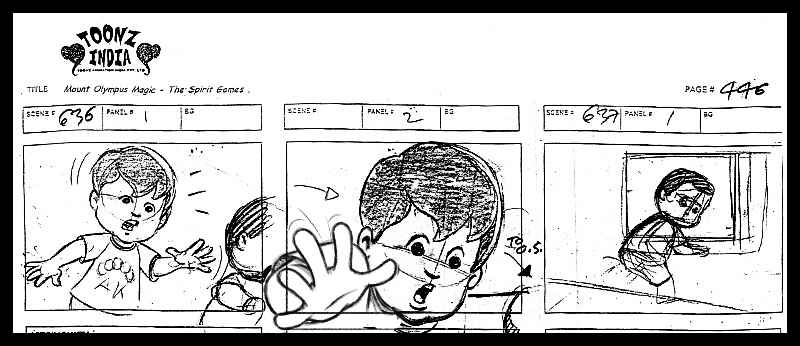 TOONZ
INDIA
TITLE Mount Olympus Magic - The Spirit Games .
PAGE # 446
SCENE # 636 PANEL # 1 BG
SCENE # PANEL # 2 BG
SCENE # 637 PANEL # 1 BG
AK